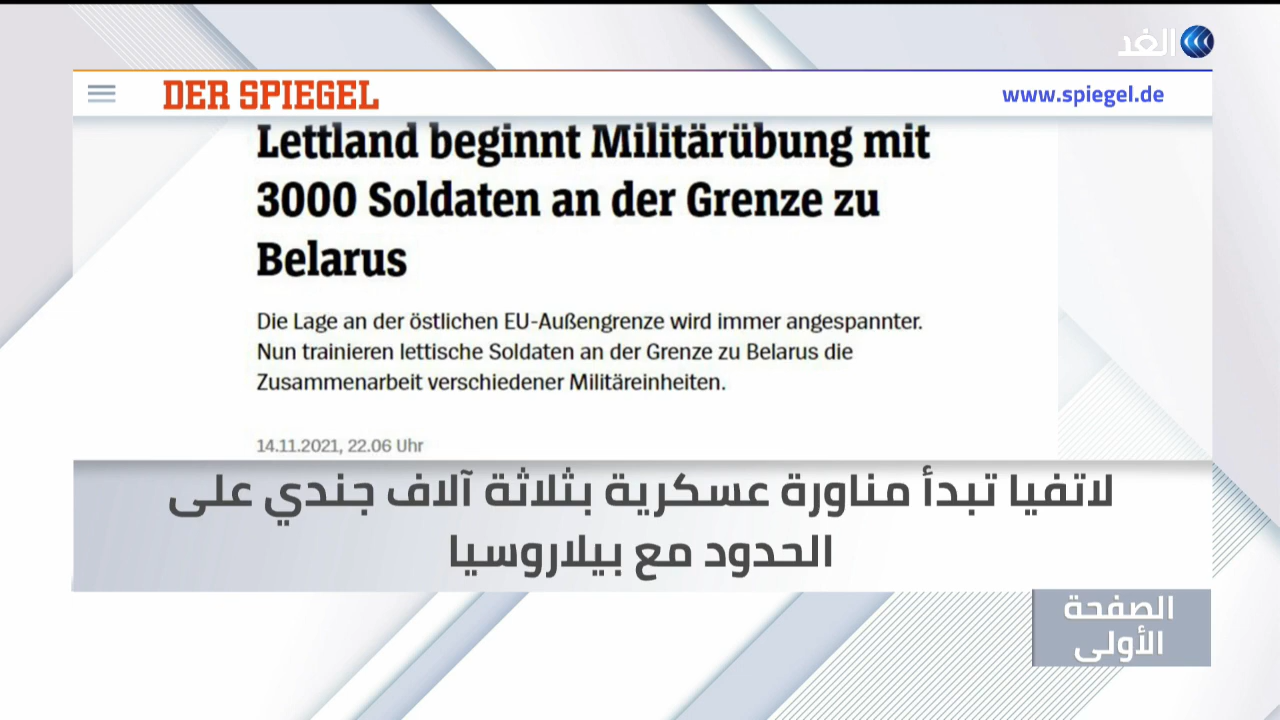 الغد
DER SPIEGEL
www.spiegel.de
Lettland beginnt Militärübung mit
3000 Soldaten an der Grenze zu
Belarus
Die Lage an der östlichen EU-Außengrenze wird immer angespannter.
Nun trainieren lettische Soldaten an der Grenze zu Belarus die
Zusammenarbeit verschiedener Militäreinheiten.
14.11.2021, 22.06 Uhr
لاتفيا تبدأ مناورة عسكرية بثلاثة آلاف جندي على
الحدود مع بيلاروسيا
الصفحة
الأولى